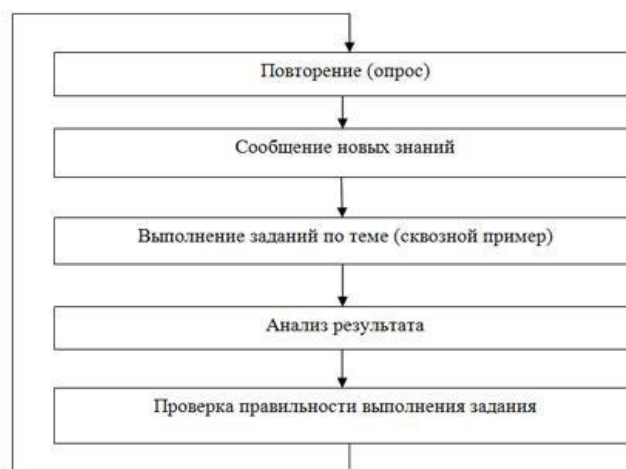 Повторение (опрос)
Сообщение новых знаний
Выполнение заданий по теме (сквозной пример)
Анализ результата
Проверка правильности выполнения задания